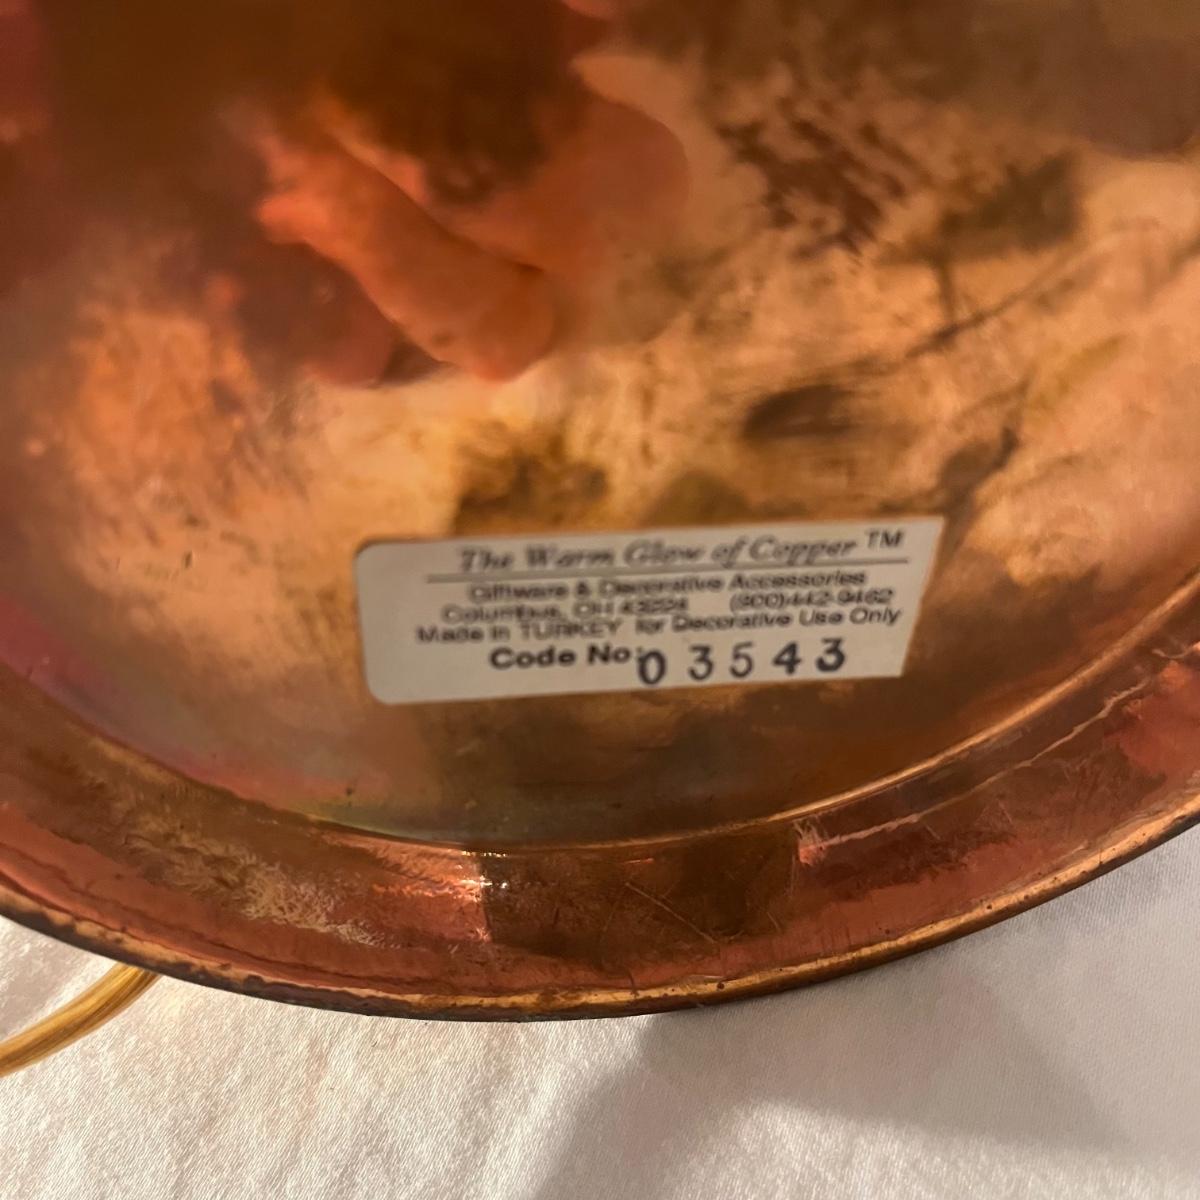 The Warm Glow of Copper ™
Giftware & Decorative Accessories
Columbus, OH 43224 (800)442-9462
Made in TURKEY for Decorative Use Only
Code No: 03543